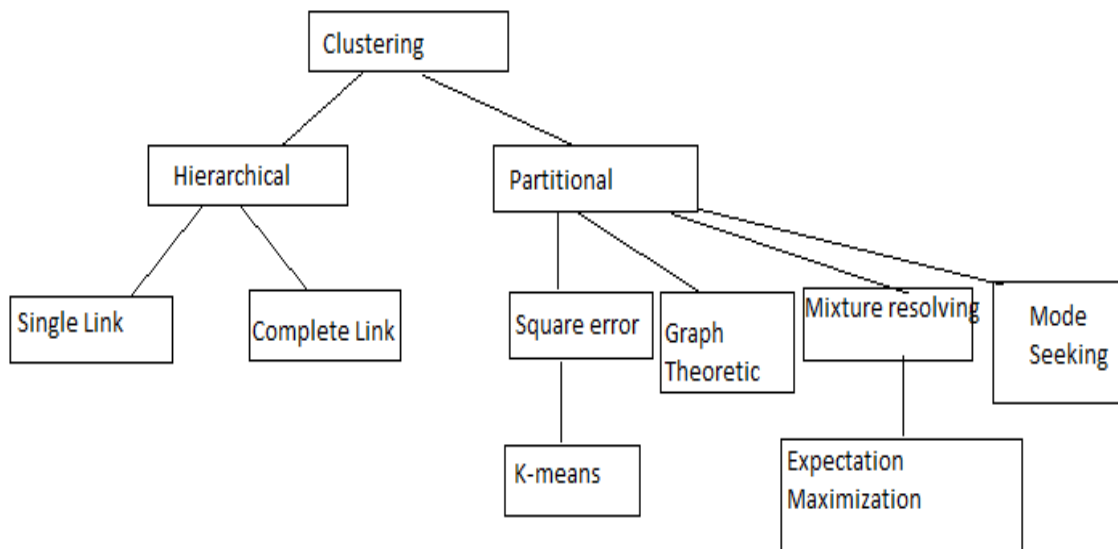 Clustering
Hierarchical
Partitional
Single Link
Complete Link
Square error
Graph
Theoretic
Mixture resolving
Mode
Seeking
K-means
Expectation
Maximization